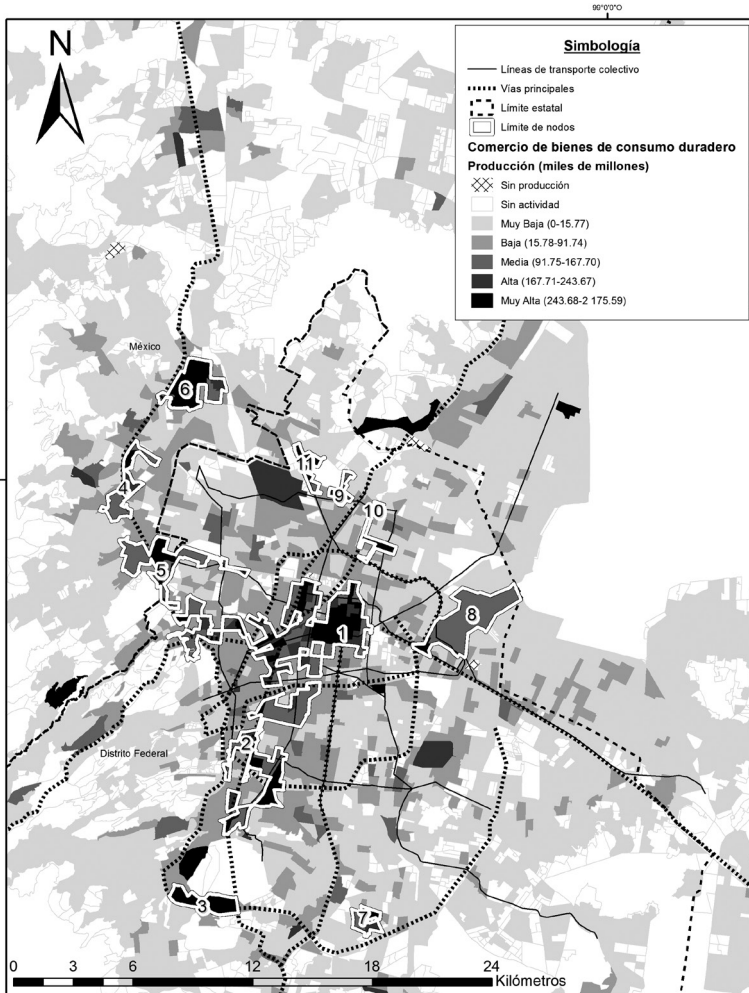 99°0'0"O
N
Simbología
Líneas de transporte colectivo
Vías principales
Límite estatal
Límite de nodos
Comercio de bienes de consumo duradero
Producción (miles de millones)
Sin producción
Sin actividad
Muy Baja (0-15.77)
Baja (15.78-91.74)
Media (91.75-167.70)
Alta (167.71-243.67)
Muy Alta (243.68-2 175.59)
México
6
4
11
9
10
5
8
1
2
Distrito Federal
3
7
0 3 6 12 18 24
Kilómetros